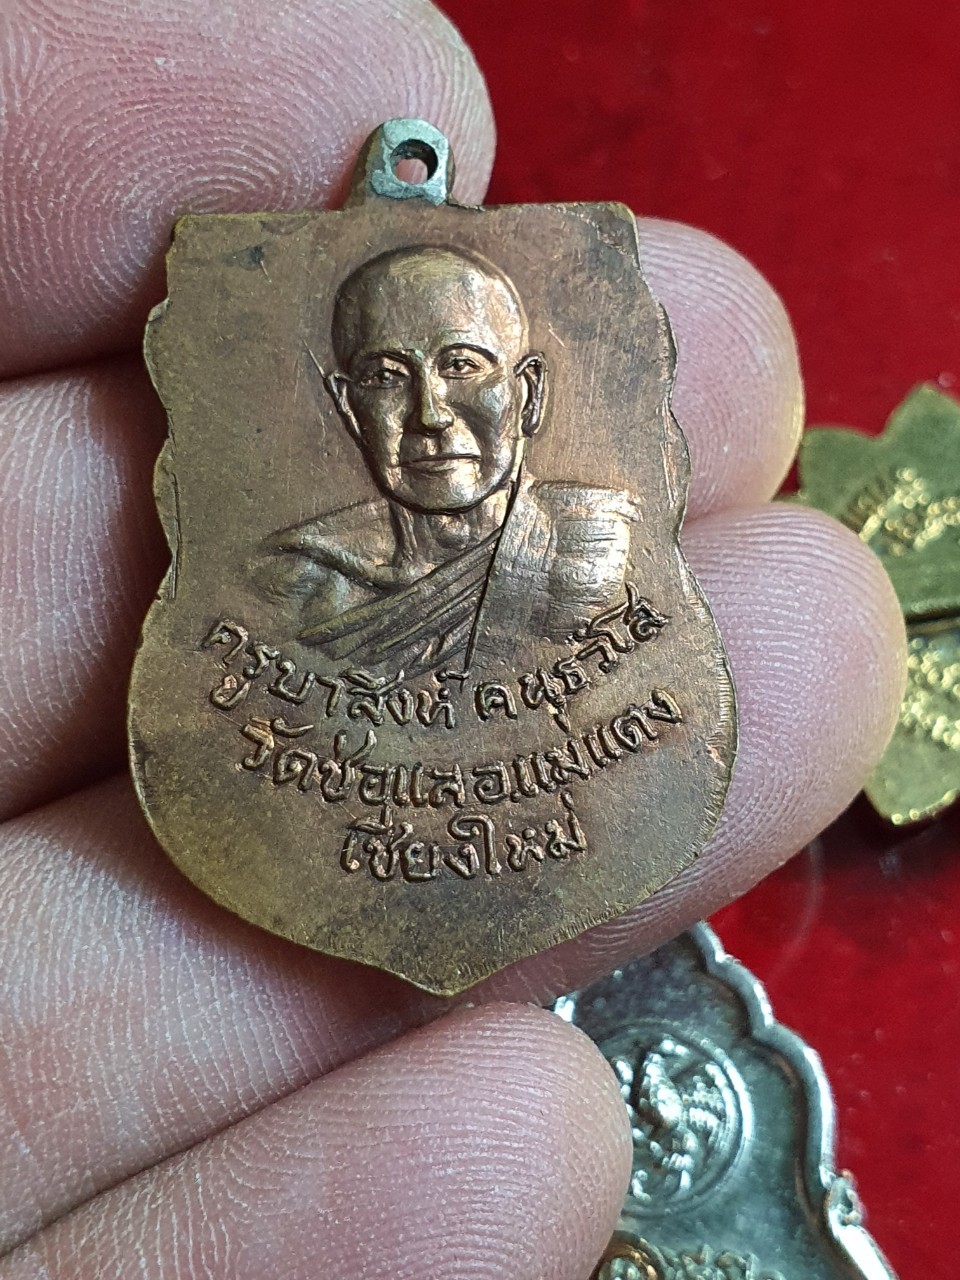 ครูบาสิงห์ คนฺธวํโส
วัดช่อแลอแม่แตง
เชียงใหม่